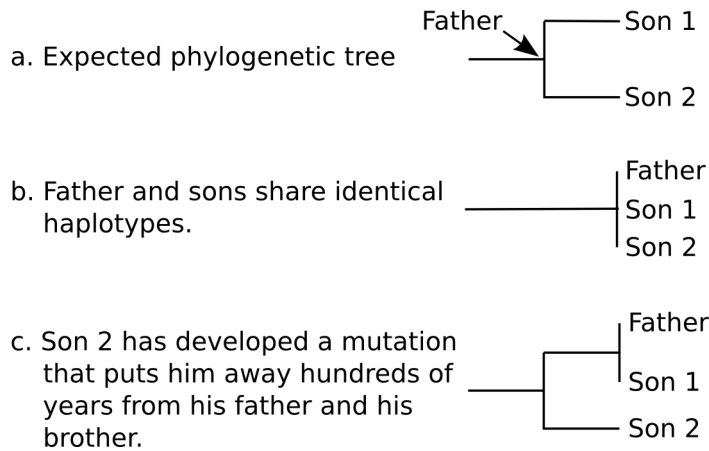 a. Expected phylogenetic tree
Father
Son 1
Son 2
b. Father and sons share identical
haplotypes.
Father
Son 1
Son 2
c. Son 2 has developed a mutation
that puts him away hundreds of
years from his father and his
brother.
Father
Son 1
Son 2